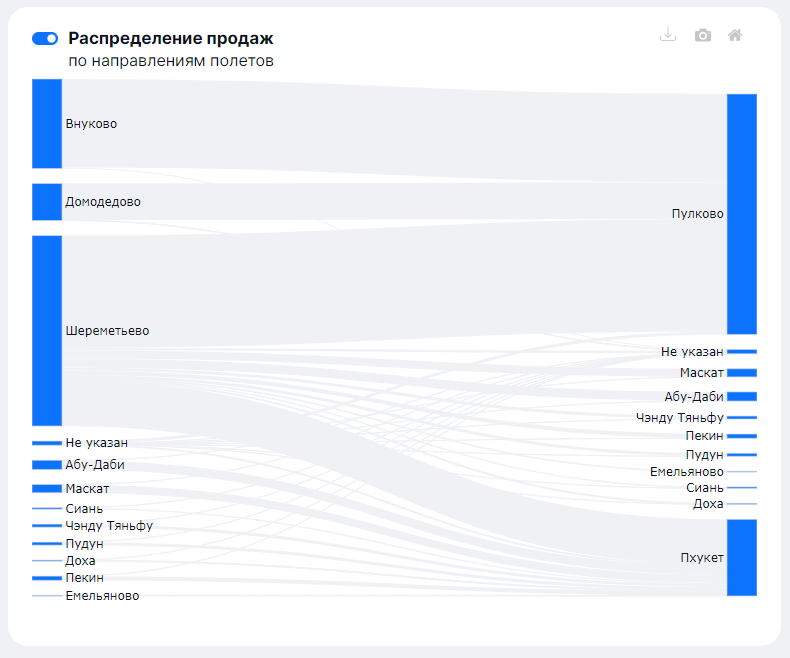 Распределение продаж
по направлениям полетов
Внуково
Домодедово
Шереметьево
Не указан
Абу-Даби
Маскат
Сиань
Чэнду Тяньфу
Пудун
Доха
Пекин
Емельяново
Пулково
Не указан
Маскат
Абу-Даби
Чэнду Тяньфу
Пекин
Пудун
Емельяново
Сиань
Доха
Пхукет